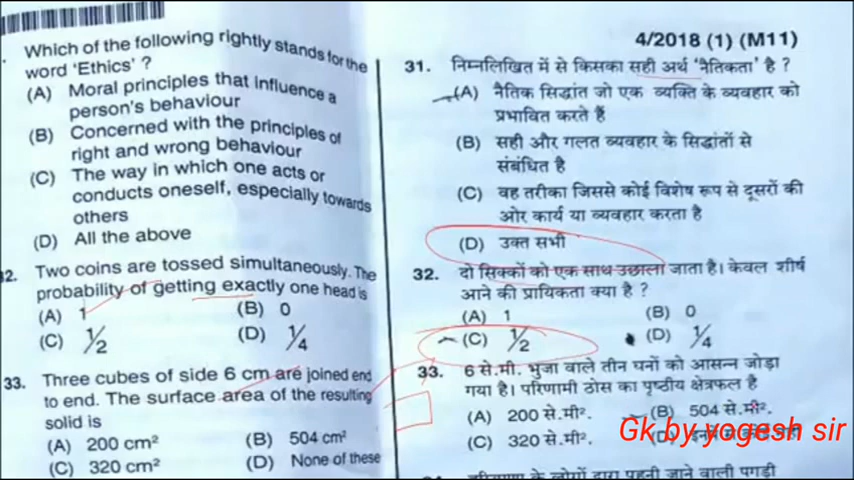 Which of the following rightly stands for the
word 'Ethics' ?
(A) Moral principles that influence a
person's behaviour
(B) Concerned with the principles of
right and wrong behaviour
(C) The way in which one acts or
conducts oneself, especially towards
others
(D) All the above
32. Two coins are tossed simultaneously. The
probability of getting exactly one head is
(A) 1 (B) 0
(C) 1/2 (D) 1/4
33. Three cubes of side 6 cm are joined end
to end. The surface area of the resulting
solid is
(A) 200 cm² (B) 504 cm²
(C) 320 cm² (D) None of these
4/2018 (1) (M11)
31. निम्नलिखित में से किसका सही अर्थ 'नैतिकता' है ?
(A) नैतिक सिद्धांत जो एक व्यक्ति के व्यवहार को
प्रभावित करते हैं
(B) सही और गलत व्यवहार के सिद्धांतों से
संबंधित है
(C) वह तरीका जिससे कोई विशेष रूप से दूसरों की
ओर कार्य या व्यवहार करता है
(D) उक्त सभी
32. दो सिक्कों को एक साथ उछाला जाता है। केवल शीर्ष
आने की प्रायिकता क्या है ?
(A) 1 (B) 0
(C) 1/2 (D) 1/4
33. 6 से.मी. भुजा वाले तीन घनों को आसन्न जोड़ा
गया है। परिणामी ठोस का पृष्ठीय क्षेत्रफल है
(A) 200 से.मी². (B) 504 से.मी².
(C) 320 से.मी². (D)
Gk by yogesh sir
हरियाणा के लोगों द्वारा पहनी जाने वाली पगड़ी